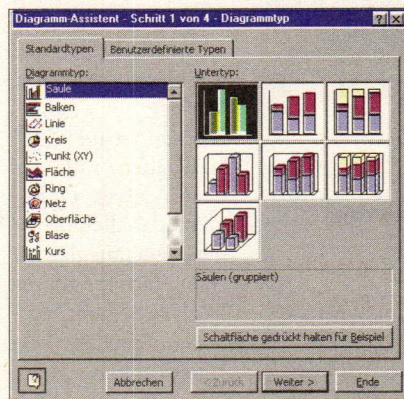 Diagramm-Assistent - Schritt 1 von 4 - Diagrammtyp
Standardtypen
Benutzerdefinierte Typen
Diagrammtyp:
Säule
Balken
Linie
Kreis
Punkt (XY)
Fläche
Ring
Netz
Oberfläche
Blase
Kurs
Untertyp:
Säulen (gruppiert)
Schaltfläche gedrückt halten für Beispiel
Abbrechen
< Zurück
Weiter >
Ende